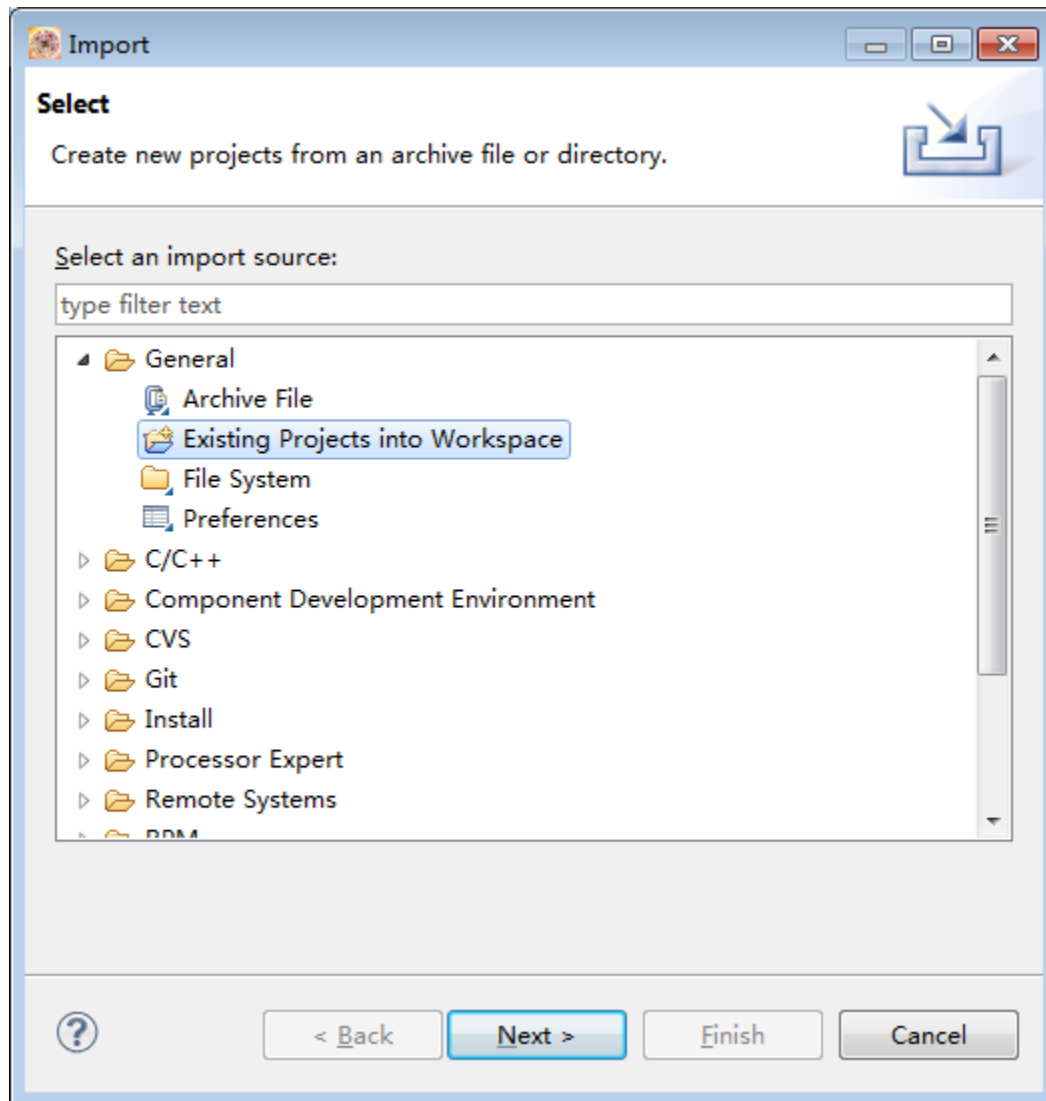 Import
Select
Create new projects from an archive file or directory.
Select an import source:
type filter text
General
Archive File
Existing Projects into Workspace
File System
Preferences
C/C++
Component Development Environment
CVS
Git
Install
Processor Expert
Remote Systems
< Back Next > Finish Cancel